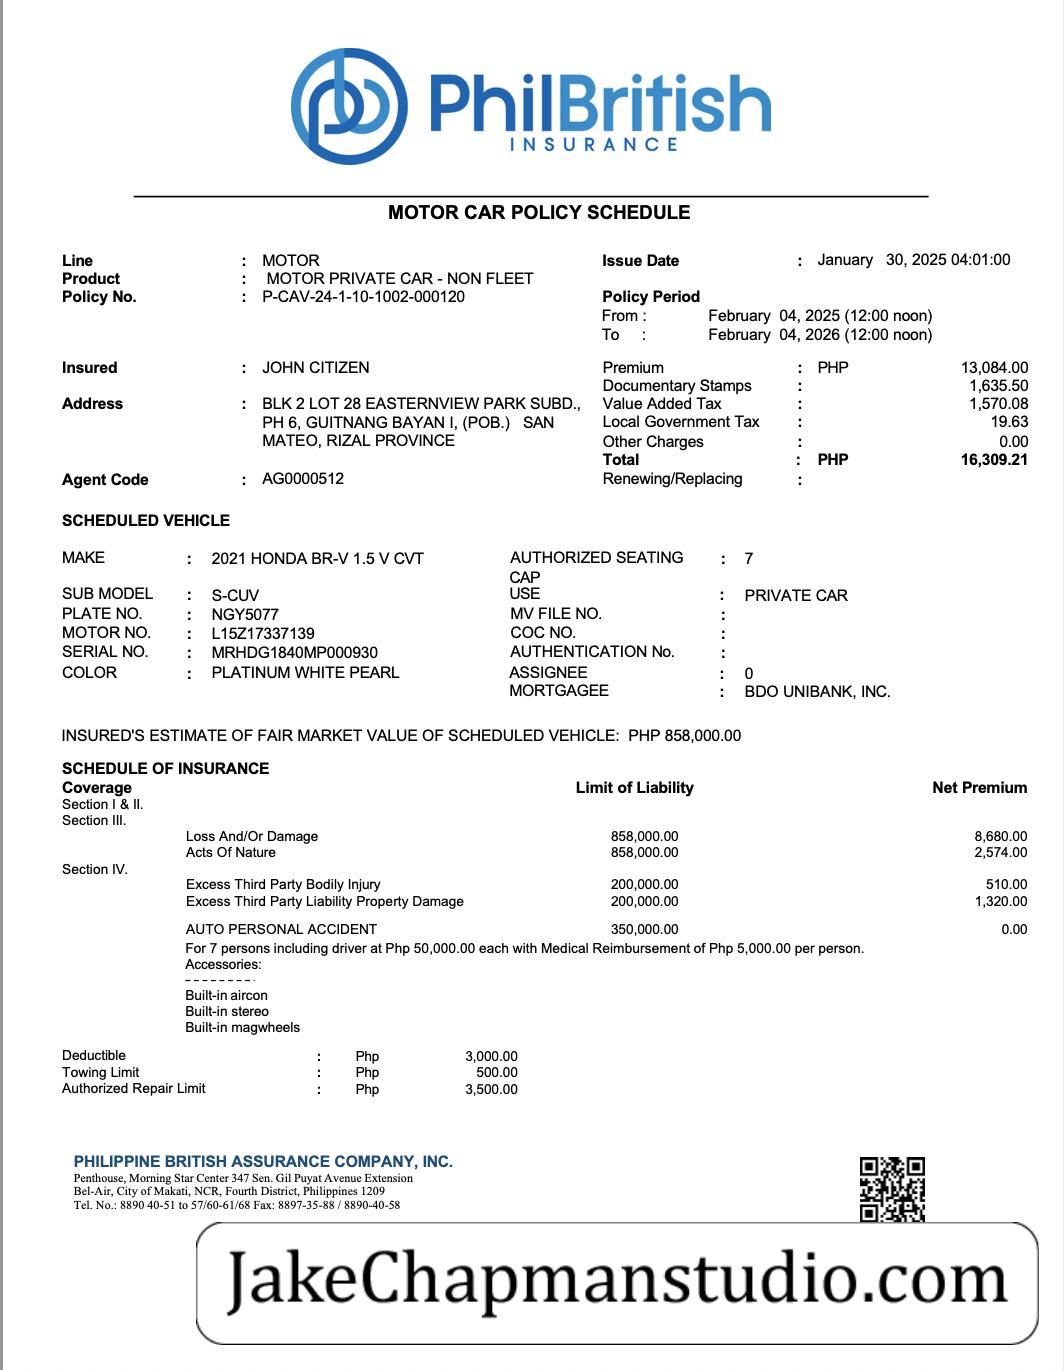 PhilBritish
INSURANCE
MOTOR CAR POLICY SCHEDULE
Line : MOTOR Issue Date : January 30, 2025 04:01:00
Product : MOTOR PRIVATE CAR - NON FLEET
Policy No. : P-CAV-24-1-10-1002-000120 Policy Period
From : February 04, 2025 (12:00 noon)
To : February 04, 2026 (12:00 noon)
Insured : JOHN CITIZEN Premium : PHP 13,084.00
Documentary Stamps : 1,635.50
Address : BLK 2 LOT 28 EASTERNVIEW PARK SUBD., Value Added Tax : 1,570.08
PH 6, GUITNANG BAYAN I, (POB.) SAN Local Government Tax : 19.63
MATEO, RIZAL PROVINCE Other Charges : 0.00
Total : PHP 16,309.21
Agent Code : AG0000512 Renewing/Replacing :
SCHEDULED VEHICLE
MAKE : 2021 HONDA BR-V 1.5 V CVT AUTHORIZED SEATING : 7
CAP
SUB MODEL : S-CUV USE : PRIVATE CAR
PLATE NO. : NGY5077 MV FILE NO. :
MOTOR NO. : L15Z17337139 COC NO. :
SERIAL NO. : MRHDG1840MP000930 AUTHENTICATION No. :
COLOR : PLATINUM WHITE PEARL ASSIGNEE : 0
MORTGAGEE : BDO UNIBANK, INC.
INSURED'S ESTIMATE OF FAIR MARKET VALUE OF SCHEDULED VEHICLE: PHP 858,000.00
SCHEDULE OF INSURANCE
Coverage Limit of Liability Net Premium
Section I & II.
Section III.
Loss And/Or Damage 858,000.00 8,680.00
Acts Of Nature 858,000.00 2,574.00
Section IV.
Excess Third Party Bodily Injury 200,000.00 510.00
Excess Third Party Liability Property Damage 200,000.00 1,320.00
AUTO PERSONAL ACCIDENT 350,000.00 0.00
For 7 persons including driver at Php 50,000.00 each with Medical Reimbursement of Php 5,000.00 per person.
Accessories:
--------.
Built-in aircon
Built-in stereo
Built-in magwheels
Deductible : Php 3,000.00
Towing Limit : Php 500.00
Authorized Repair Limit : Php 3,500.00
PHILIPPINE BRITISH ASSURANCE COMPANY, INC.
Penthouse, Morning Star Center 347 Sen. Gil Puyat Avenue Extension
Bel-Air, City of Makati, NCR, Fourth District, Philippines 1209
Tel. No.: 8890 40-51 to 57/60-61/68 Fax: 8897-35-88 / 8890-40-58
JakeChapmanstudio.com